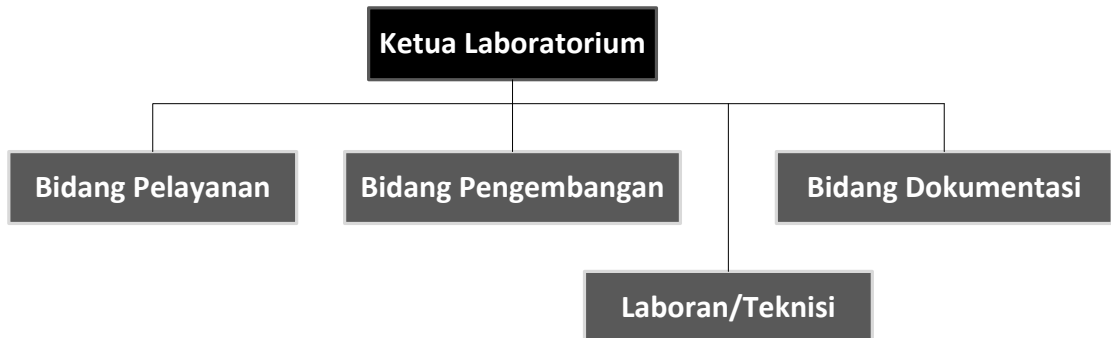 Ketua Laboratorium
Bidang Pelayanan
Bidang Pengembangan
Bidang Dokumentasi
Laboran/Teknisi